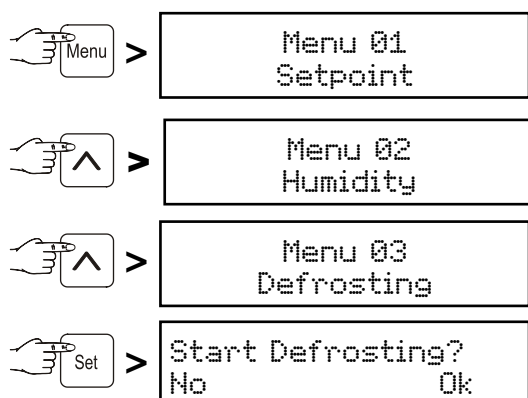 Menu > Menu 01
Setpoint
> Menu 02
Humidity
> Menu 03
Defrosting
Set > Start Defrosting?
No Ok